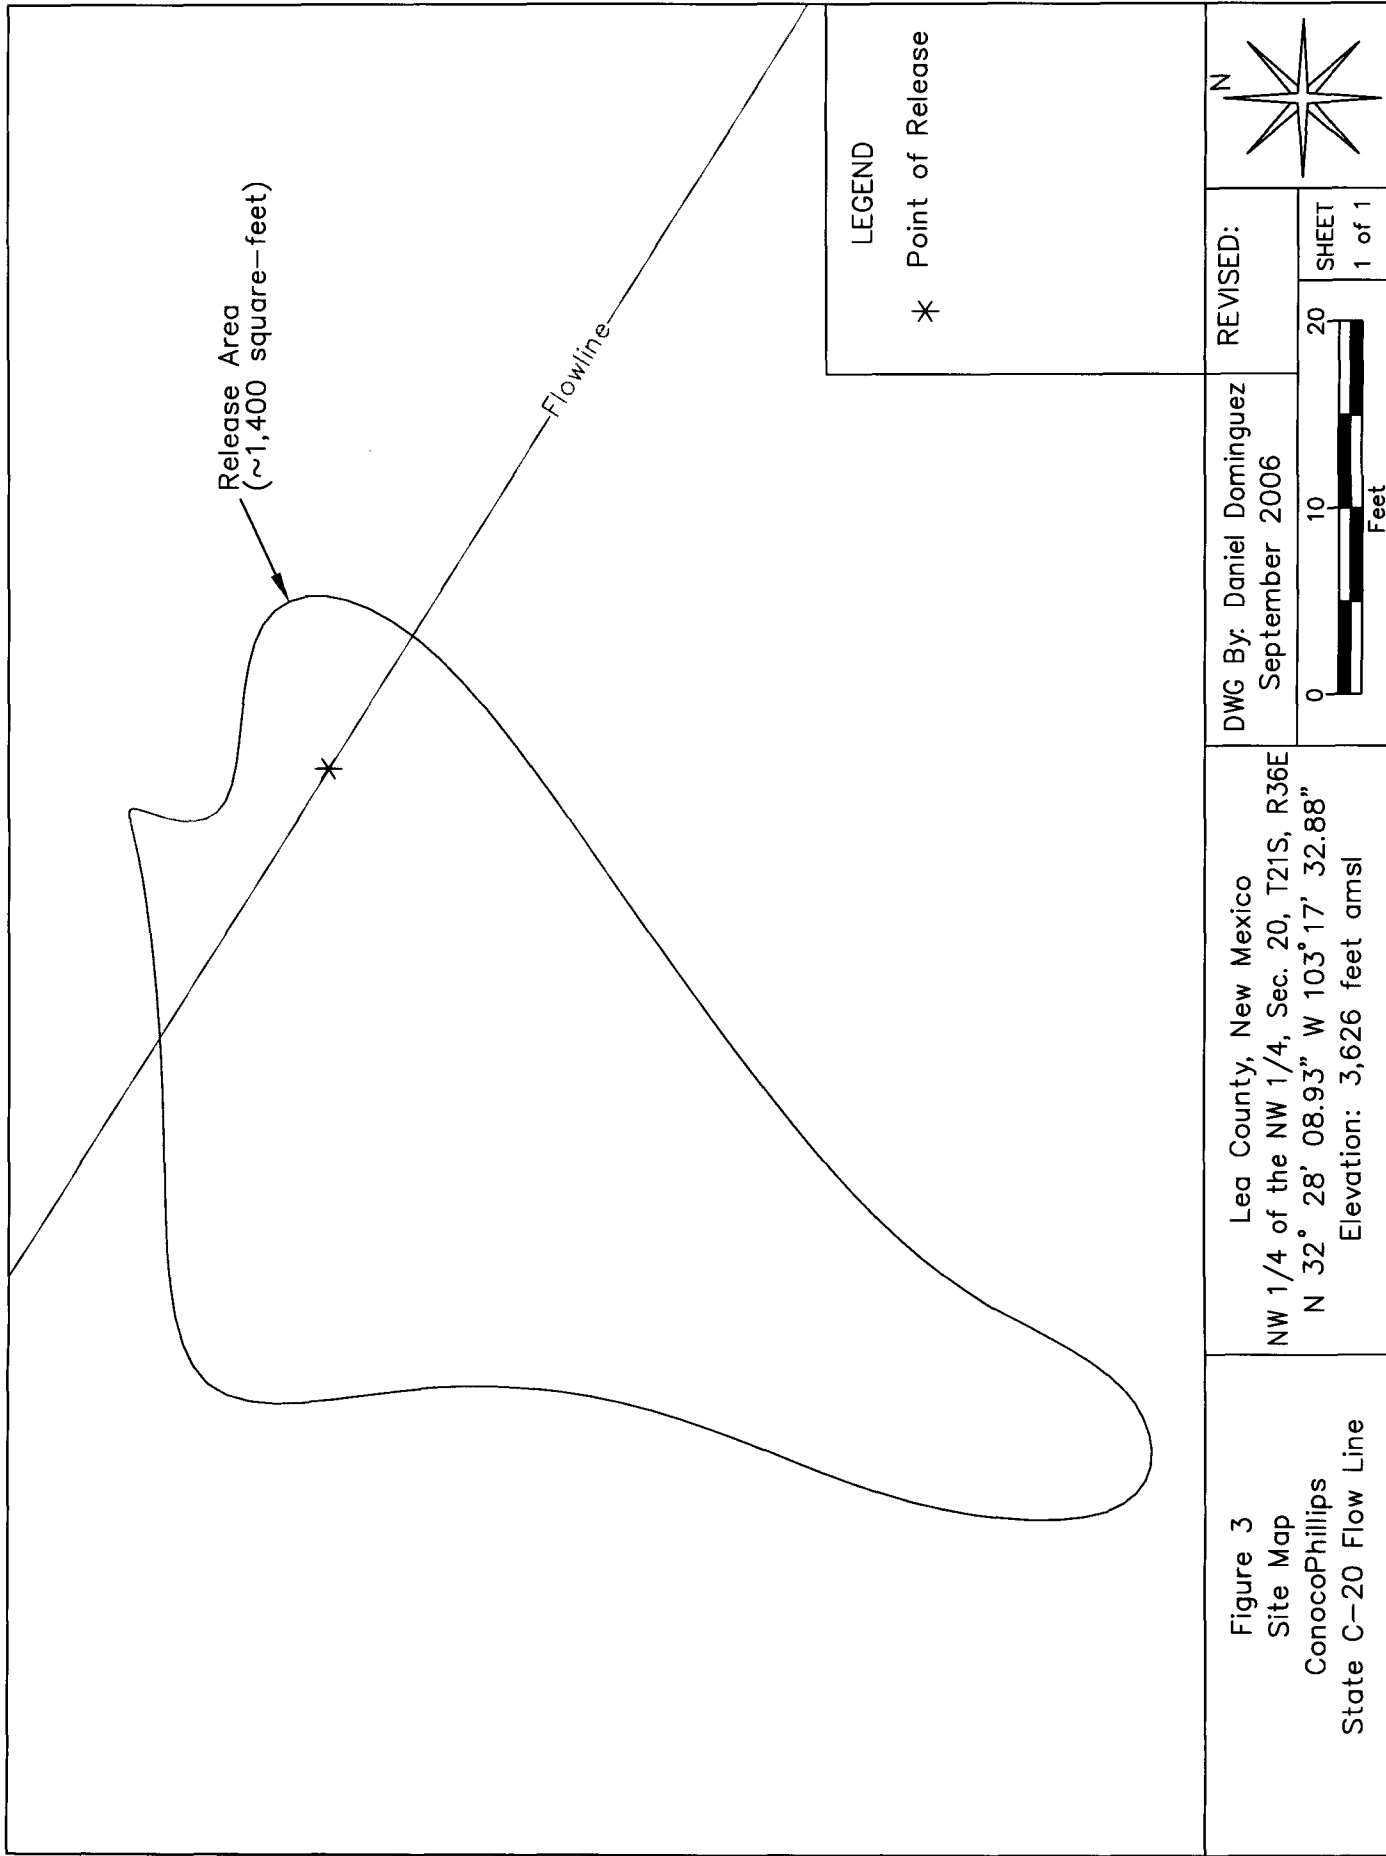 Release Area
(~1,400 square-feet)
Flowline
LEGEND
* Point of Release
Figure 3
Site Map
ConocoPhillips
State C-20 Flow Line
Lea County, New Mexico
NW 1/4 of the NW 1/4, Sec. 20, T21S, R36E
N 32° 28' 08.93" W 103° 17' 32.88"
Elevation: 3,626 feet amsl
DWG By: Daniel Dominguez
September 2006
REVISED:
0 10 20
Feet
SHEET
1 of 1
N